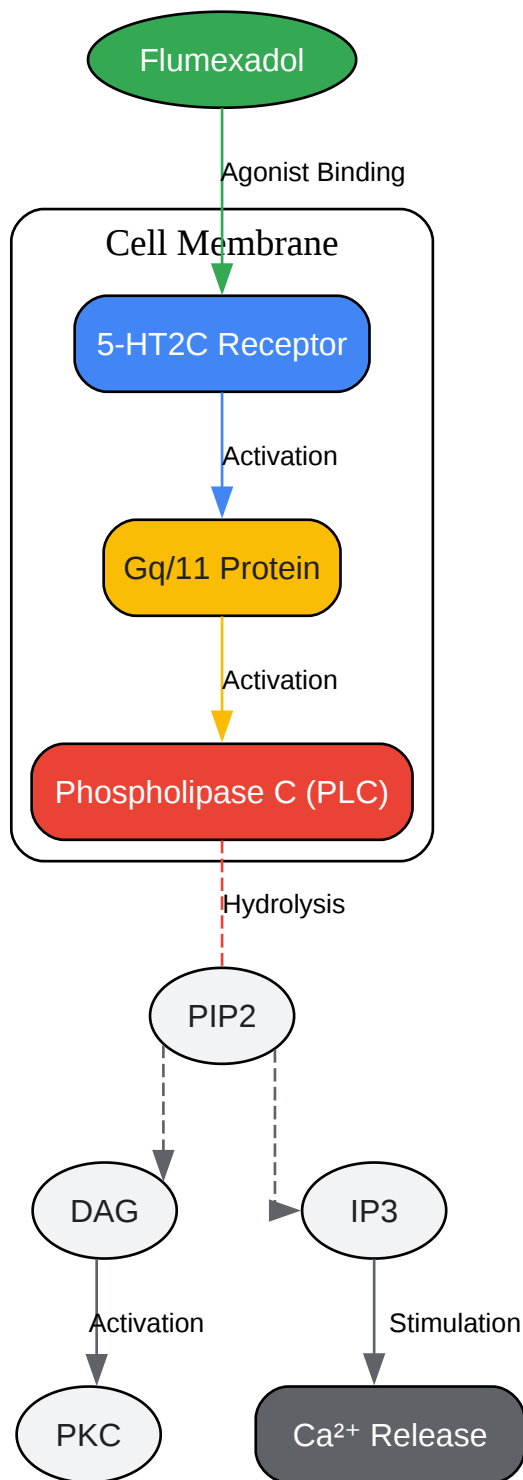 Flumexadol
Agonist Binding
Cell Membrane
5-HT2C Receptor
Activation
Gq/11 Protein
Activation
Phospholipase C (PLC)
Hydrolysis
PIP2
DAG
IP3
Activation
Stimulation
PKC
Ca²⁺ Release